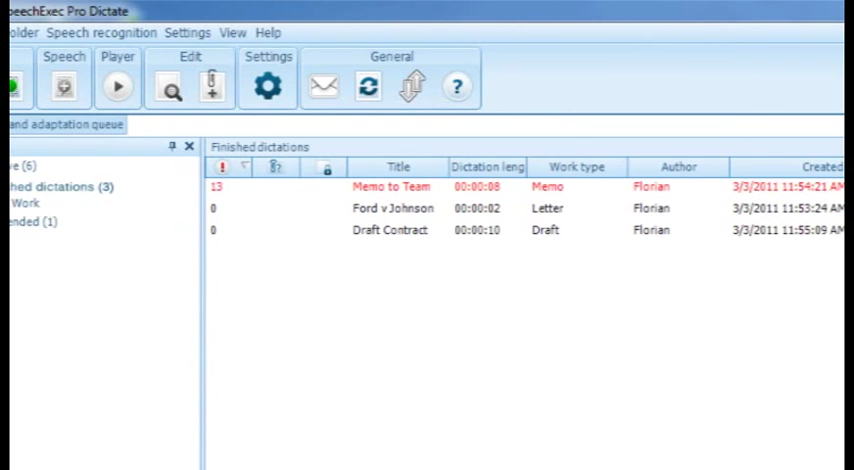 peechExec Pro Dictate
older Speech recognition Settings View Help
Speech Player Edit Settings General
and adaptation queue
Finished dictations
ve (6)
hed dictations (3)
Work
ended (1)
Title Dictation leng Work type Author Created
13 Memo to Team 00:00:08 Memo Florian 3/3/2011 11:54:21 AM
0 Ford v Johnson 00:00:02 Letter Florian 3/3/2011 11:53:24 AM
0 Draft Contract 00:00:10 Draft Florian 3/3/2011 11:55:09 AM